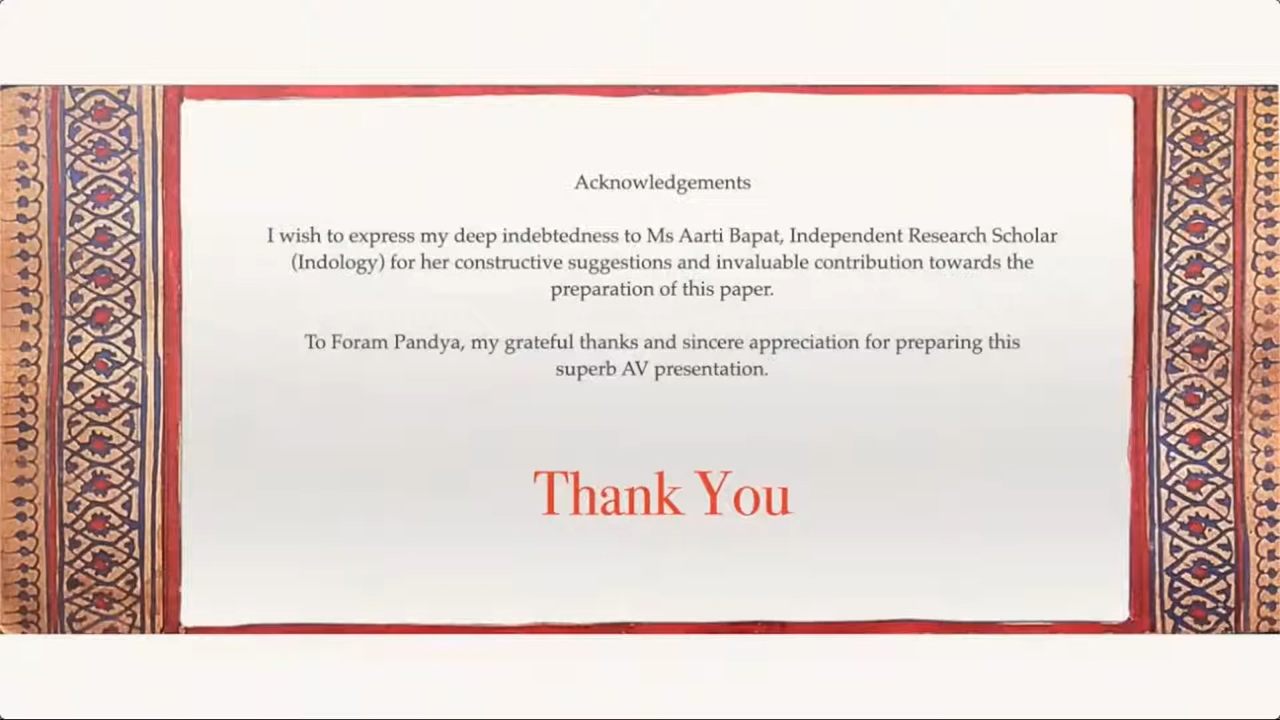 Acknowledgements
I wish to express my deep indebtedness to Ms Aarti Bapat, Independent Research Scholar
(Indology) for her constructive suggestions and invaluable contribution towards the
preparation of this paper.
To Foram Pandya, my grateful thanks and sincere appreciation for preparing this
superb AV presentation.
Thank You